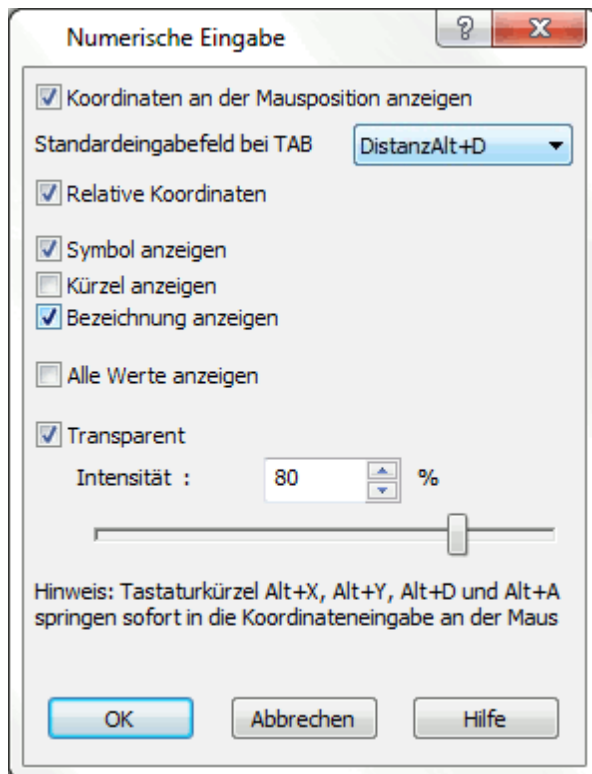 Numerische Eingabe
Koordinaten an der Mausposition anzeigen
Standardeingabefeld bei TAB DistanzAlt+D
Relative Koordinaten
Symbol anzeigen
Kürzel anzeigen
Bezeichnung anzeigen
Alle Werte anzeigen
Transparent
Intensität : 80 %
Hinweis: Tastaturkürzel Alt+X, Alt+Y, Alt+D und Alt+A
springen sofort in die Koordinateneingabe an der Maus
OK Abbrechen Hilfe